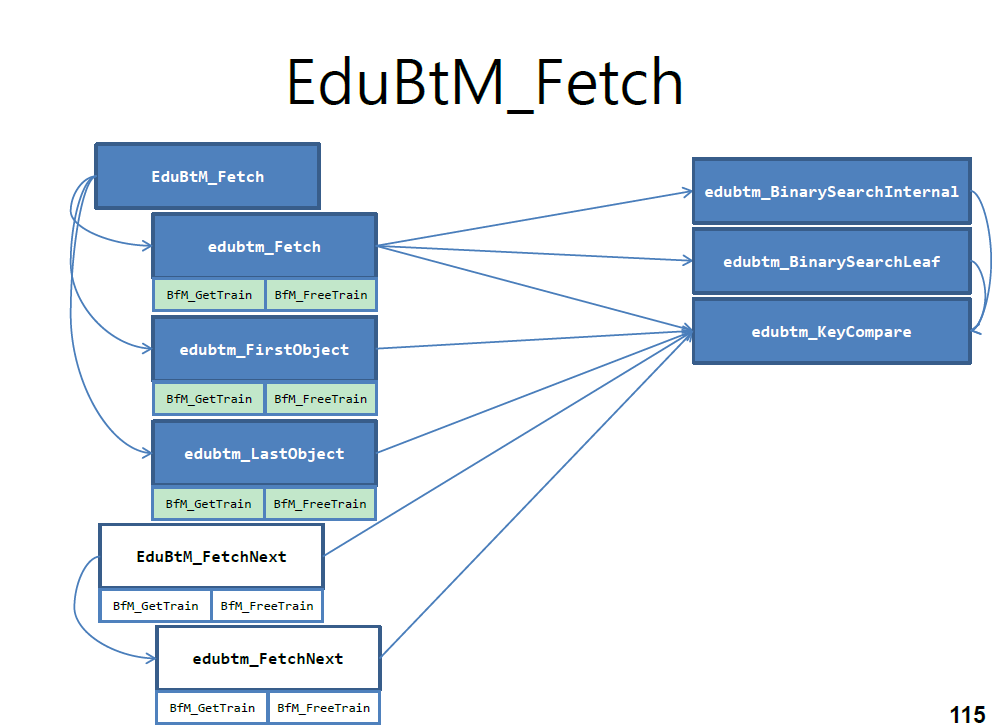 EduBtM_Fetch
EduBtM_Fetch
edubtm_Fetch
BfM_GetTrain BfM_FreeTrain
edubtm_FirstObject
BfM_GetTrain BfM_FreeTrain
edubtm_LastObject
BfM_GetTrain BfM_FreeTrain
EduBtM_FetchNext
BfM_GetTrain BfM_FreeTrain
edubtm_FetchNext
BfM_GetTrain BfM_FreeTrain
edubtm_BinarySearchInternal
edubtm_BinarySearchLeaf
edubtm_KeyCompare
115